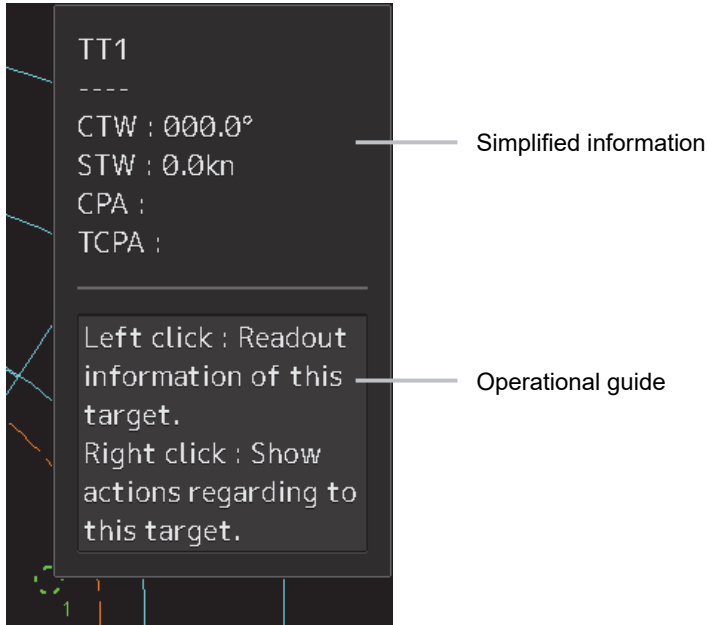 TT1
----
CTW : 000.0°
STW : 0.0kn
CPA :
TCPA :
Simplified information
Left click : Readout
information of this
target.
Right click : Show
actions regarding to
this target.
Operational guide
1